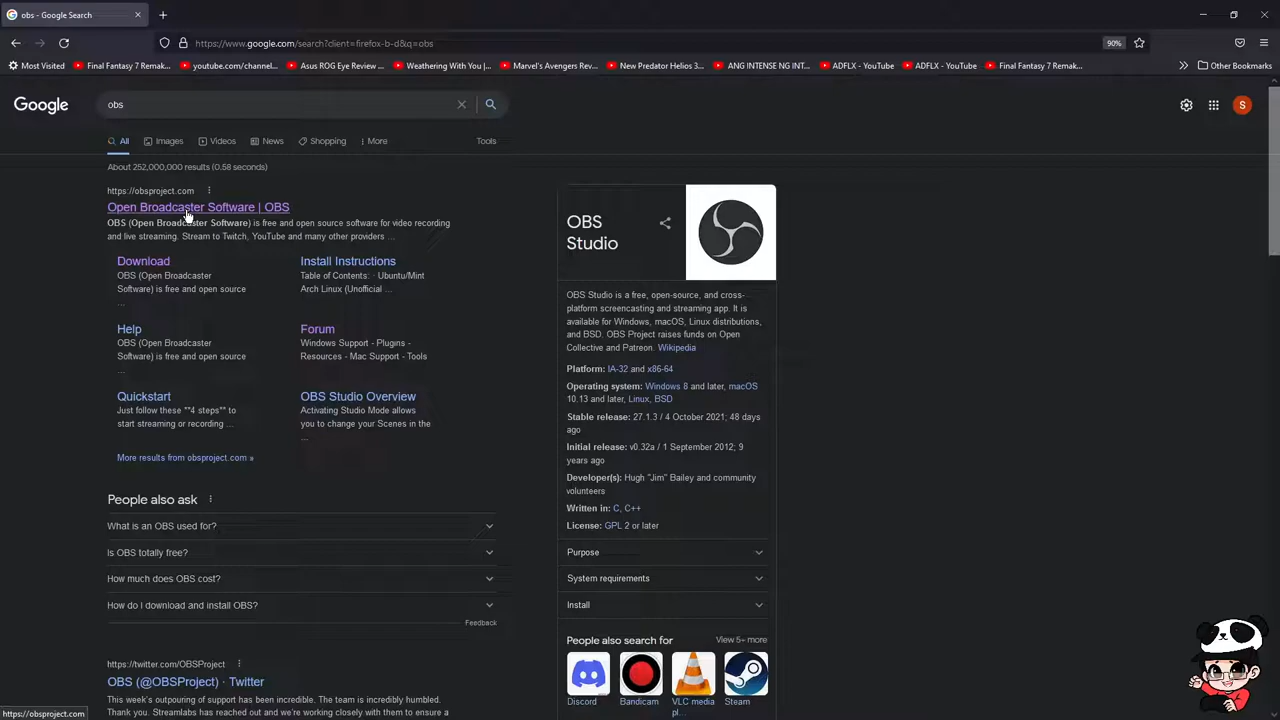 obs - Google Search
https://www.google.com/search?client=firefox-b-d&q=obs
90%
Most Visited
Final Fantasy 7 Remak...
youtube.com/channel...
Asus ROG Eye Review ...
Weathering With You |...
Marvel's Avengers Rev...
New Predator Helios 3...
ANG INTENSE NG INT...
ADFLX - YouTube
ADFLX - YouTube
Final Fantasy 7 Remak...
Other Bookmarks
Google
obs
S
All
Images
Videos
News
Shopping
More
Tools
About 252,000,000 results (0.58 seconds)
https://obsproject.com
Open Broadcaster Software | OBS
OBS (Open Broadcaster Software) is free and open source software for video recording
and live streaming. Stream to Twitch, YouTube and many other providers ...
Download
OBS (Open Broadcaster
Software) is free and open source
...
Install Instructions
Table of Contents: · Ubuntu/Mint
Arch Linux (Unofficial ...
Help
OBS (Open Broadcaster
Software) is free and open source
...
Forum
Windows Support - Plugins -
Resources - Mac Support - Tools
Quickstart
Just follow these **4 steps** to
start streaming or recording ...
OBS Studio Overview
Activating Studio Mode allows
you to change your Scenes in the
...
More results from obsproject.com »
People also ask
What is an OBS used for?
Is OBS totally free?
How much does OBS cost?
How do I download and install OBS?
Feedback
https://twitter.com/OBSProject
OBS (@OBSProject) · Twitter
This week's outpouring of support has been incredible. The team is incredibly humbled.
Thank you. Streamlabs has reached out and we're working closely with them to ensure a
OBS
Studio
OBS Studio is a free, open-source, and cross-
platform screencasting and streaming app. It is
available for Windows, macOS, Linux distributions,
and BSD. OBS Project raises funds on Open
Collective and Patreon. Wikipedia
Platform: IA-32 and x86-64
Operating system: Windows 8 and later, macOS
10.13 and later, Linux, BSD
Stable release: 27.1.3 / 4 October 2021; 48 days
ago
Initial release: v0.32a / 1 September 2012; 9
years ago
Developer(s): Hugh "Jim" Bailey and community
volunteers
Written in: C, C++
License: GPL 2 or later
Purpose
System requirements
Install
People also search for
View 5+ more
Discord
Bandicam
VLC media
pl...
Steam
https://obsproject.com